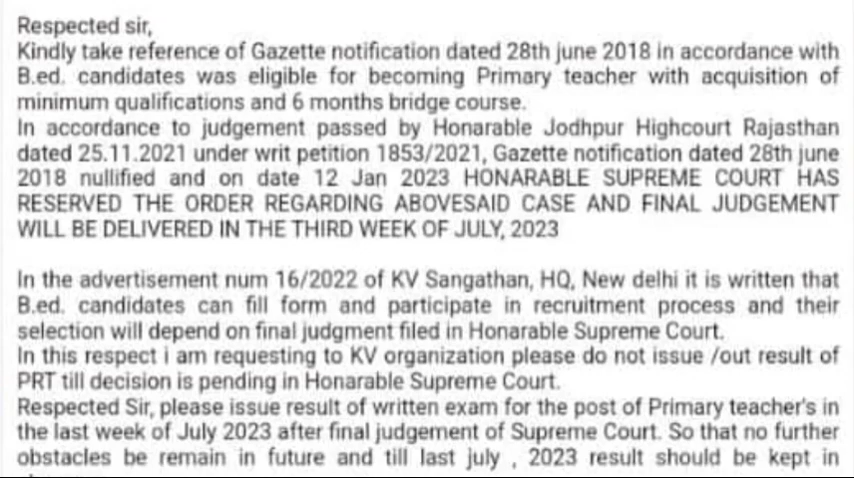 Respected sir,
Kindly take reference of Gazette notification dated 28th june 2018 in accordance with
B.ed. candidates was eligible for becoming Primary teacher with acquisition of
minimum qualifications and 6 months bridge course.
In accordance to judgement passed by Honarable Jodhpur Highcourt Rajasthan
dated 25.11.2021 under writ petition 1853/2021, Gazette notification dated 28th june
2018 nullified and on date 12 Jan 2023 HONARABLE SUPREME COURT HAS
RESERVED THE ORDER REGARDING ABOVESAID CASE AND FINAL JUDGEMENT
WILL BE DELIVERED IN THE THIRD WEEK OF JULY, 2023
In the advertisement num 16/2022 of KV Sangathan, HQ, New delhi it is written that
B.ed. candidates can fill form and participate in recruitment process and their
selection will depend on final judgment filed in Honarable Supreme Court.
In this respect i am requesting to KV organization please do not issue /out result of
PRT till decision is pending in Honarable Supreme Court.
Respected Sir, please issue result of written exam for the post of Primary teacher's in
the last week of July 2023 after final judgement of Supreme Court. So that no further
obstacles be remain in future and till last july , 2023 result should be kept in